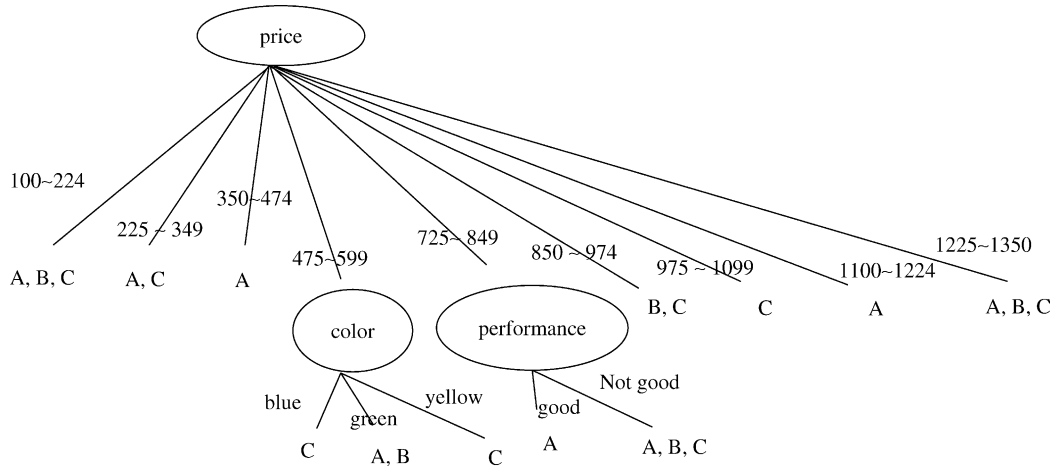 price
100~224
225 ~ 349
350~474
475~599
725~ 849
850 ~ 974
975 ~ 1099
1100~1224
1225~1350
A, B, C
A, C
A
B, C
C
A
A, B, C
color
performance
blue
green
yellow
good
Not good
C
A, B
C
A
A, B, C